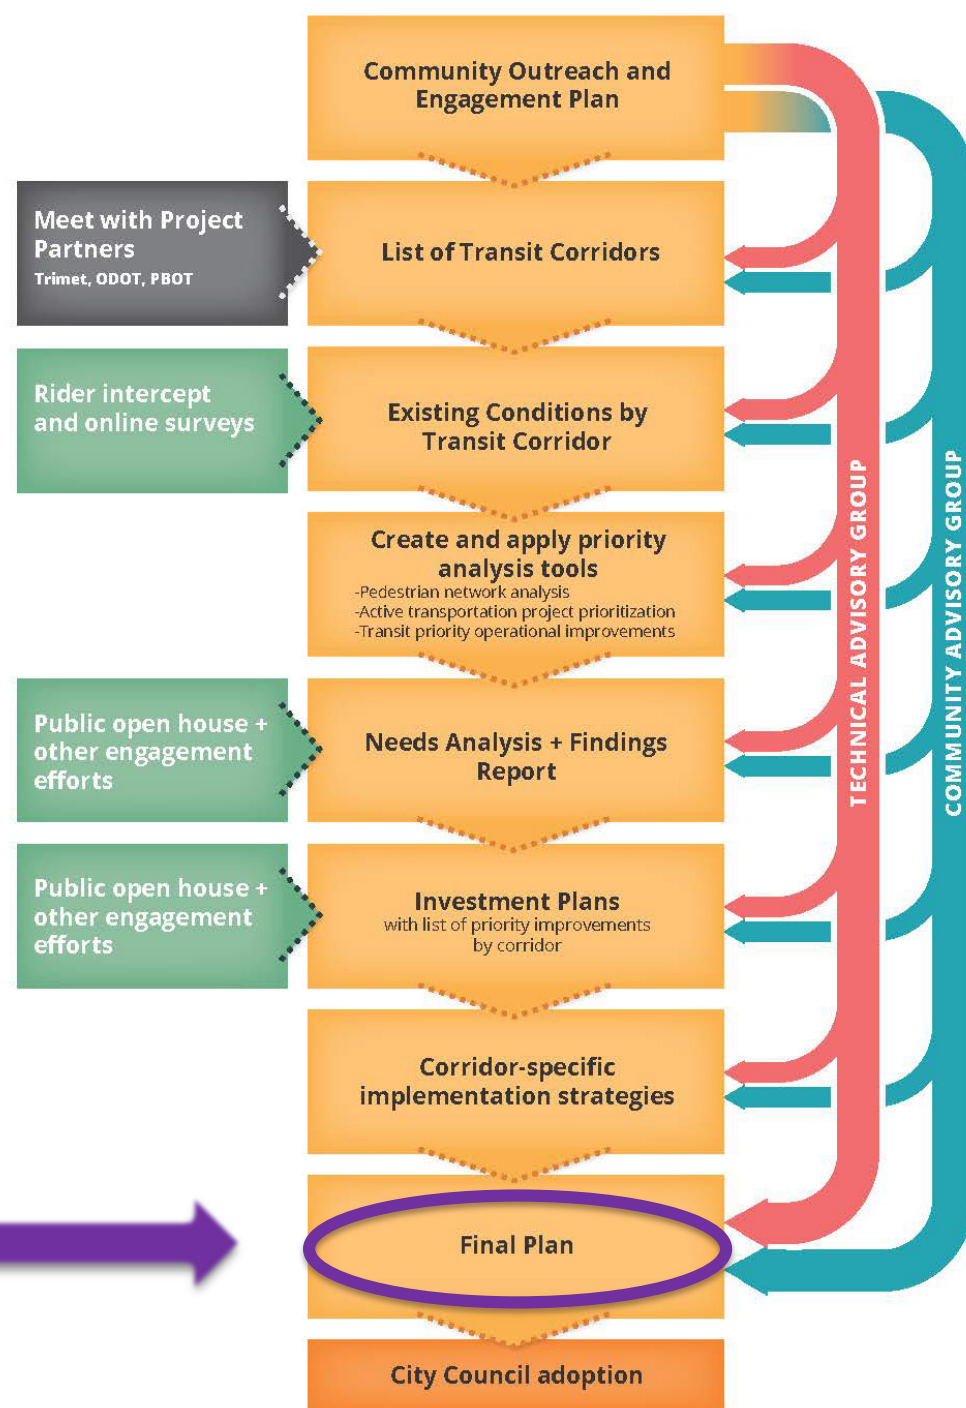 Community Outreach and
Engagement Plan
Meet with Project
Partners
Trimet, ODOT, PBOT
List of Transit Corridors
Rider intercept
and online surveys
Existing Conditions by
Transit Corridor
Create and apply priority
analysis tools
-Pedestrian network analysis
-Active transportation project prioritization
-Transit priority operational improvements
Public open house +
other engagement
efforts
Needs Analysis + Findings
Report
Public open house +
other engagement
efforts
Investment Plans
with list of priority improvements
by corridor
Corridor-specific
implementation strategies
Final Plan
City Council adoption
TECHNICAL ADVISORY GROUP
COMMUNITY ADVISORY GROUP